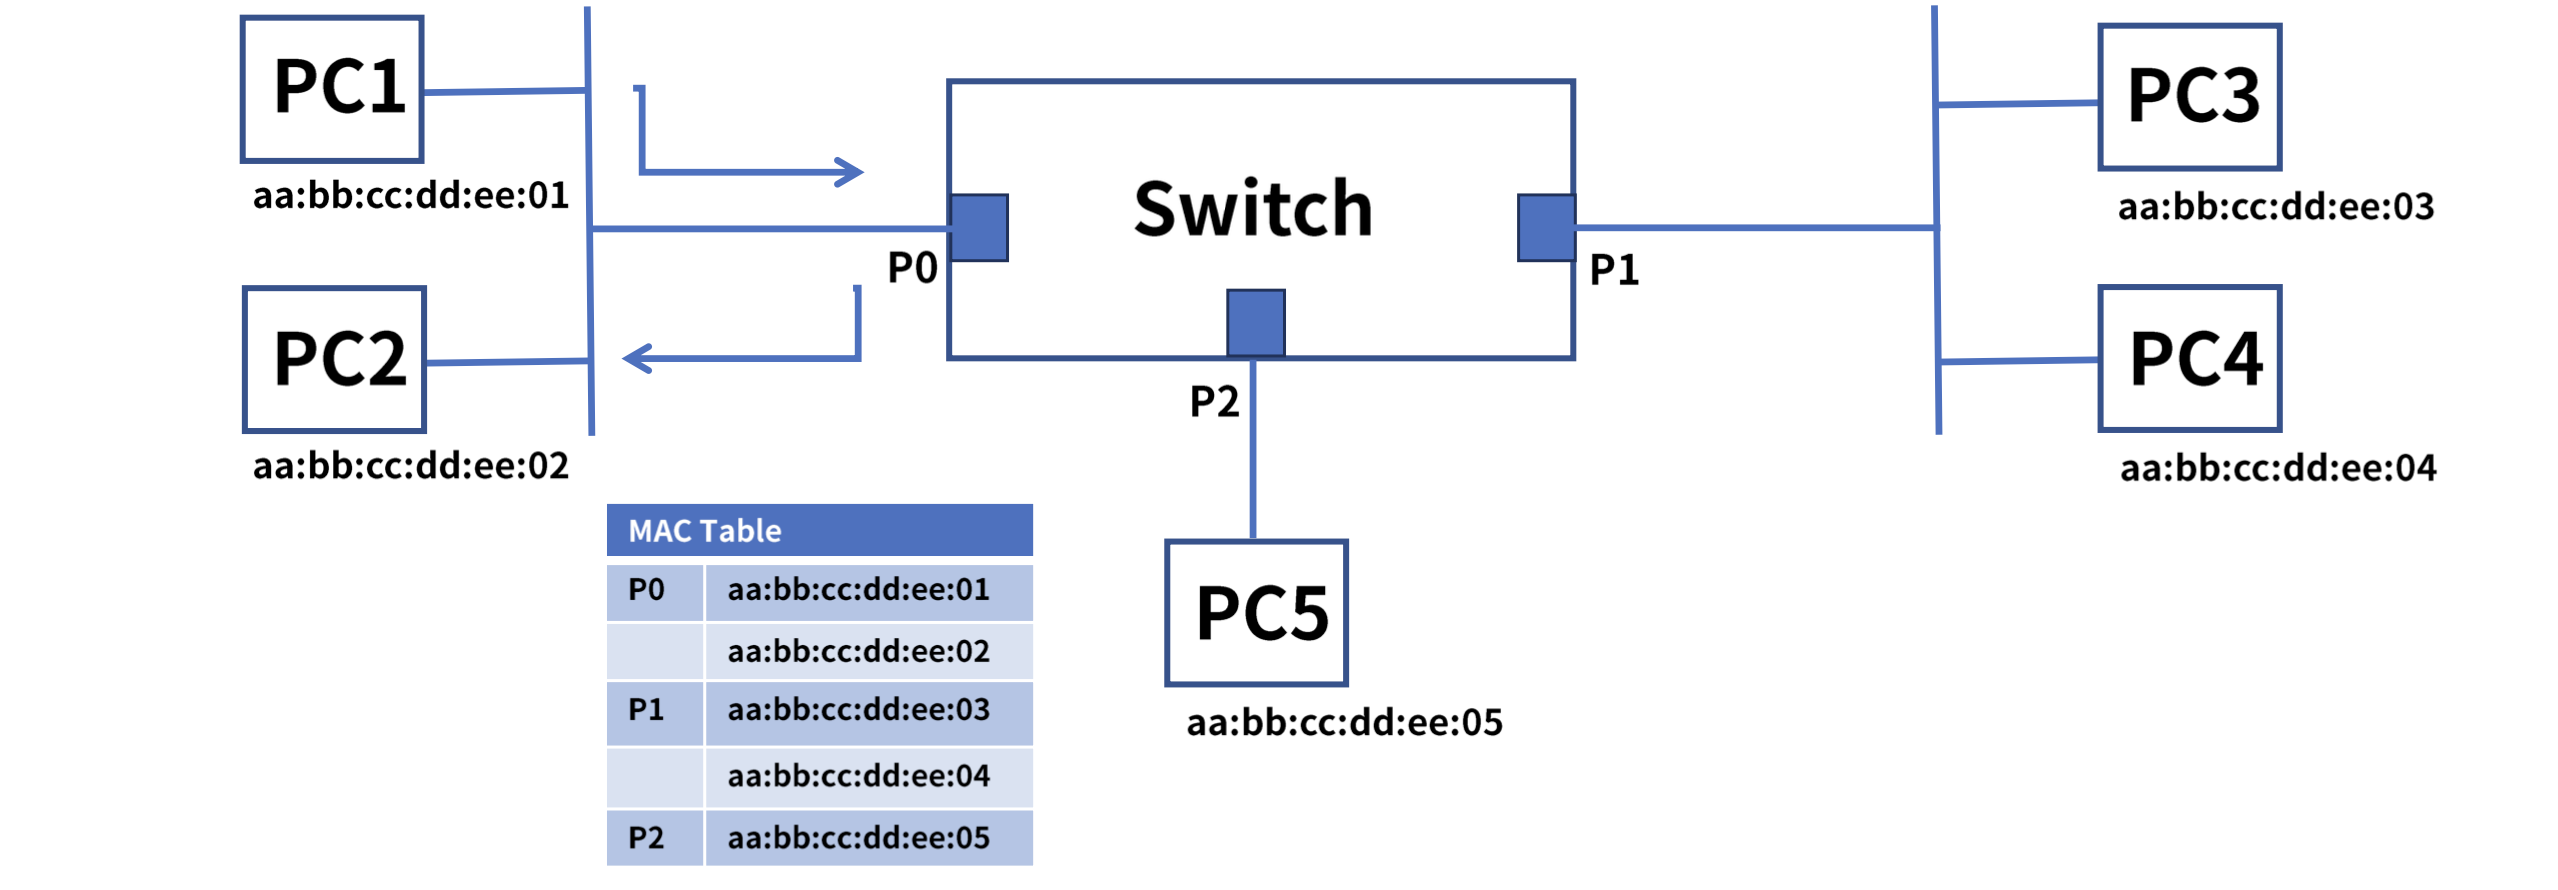 PC1
aa:bb:cc:dd:ee:01
PC2
aa:bb:cc:dd:ee:02
Switch
P0
P1
P2
PC3
aa:bb:cc:dd:ee:03
PC4
aa:bb:cc:dd:ee:04
PC5
aa:bb:cc:dd:ee:05
MAC Table
P0 aa:bb:cc:dd:ee:01
aa:bb:cc:dd:ee:02
P1 aa:bb:cc:dd:ee:03
aa:bb:cc:dd:ee:04
P2 aa:bb:cc:dd:ee:05